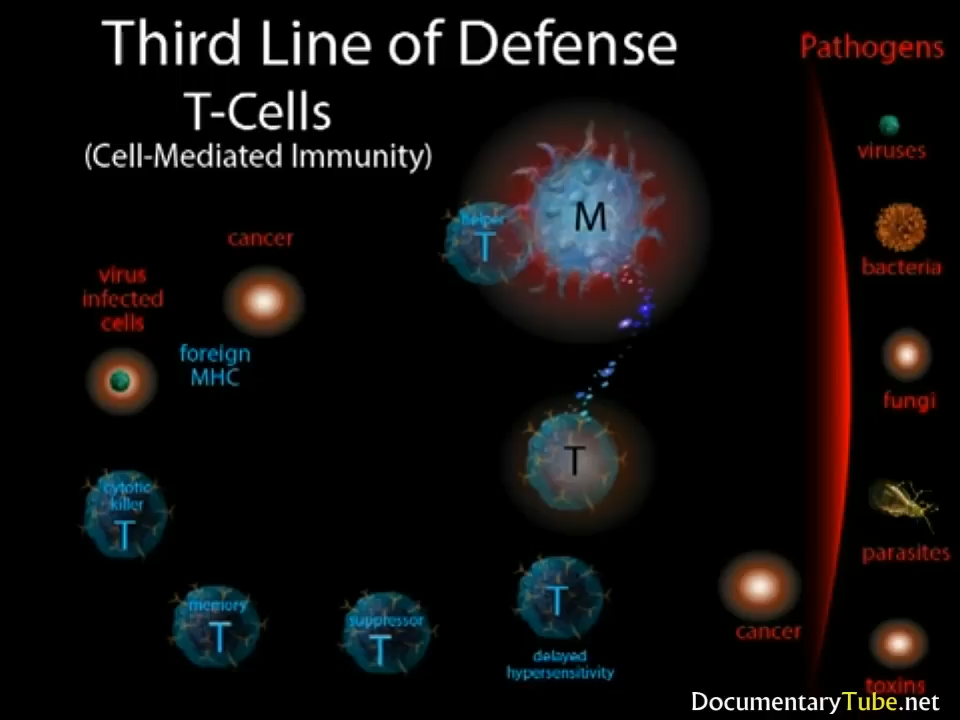 Third Line of Defense
T-Cells
(Cell-Mediated Immunity)
Pathogens
viruses
bacteria
fungi
parasites
toxins
helper
T
M
cancer
virus
infected
cells
foreign
MHC
T
cytotic
killer
T
memory
T
suppressor
T
T
delayed
hypersensitivity
cancer
DocumentaryTube.net